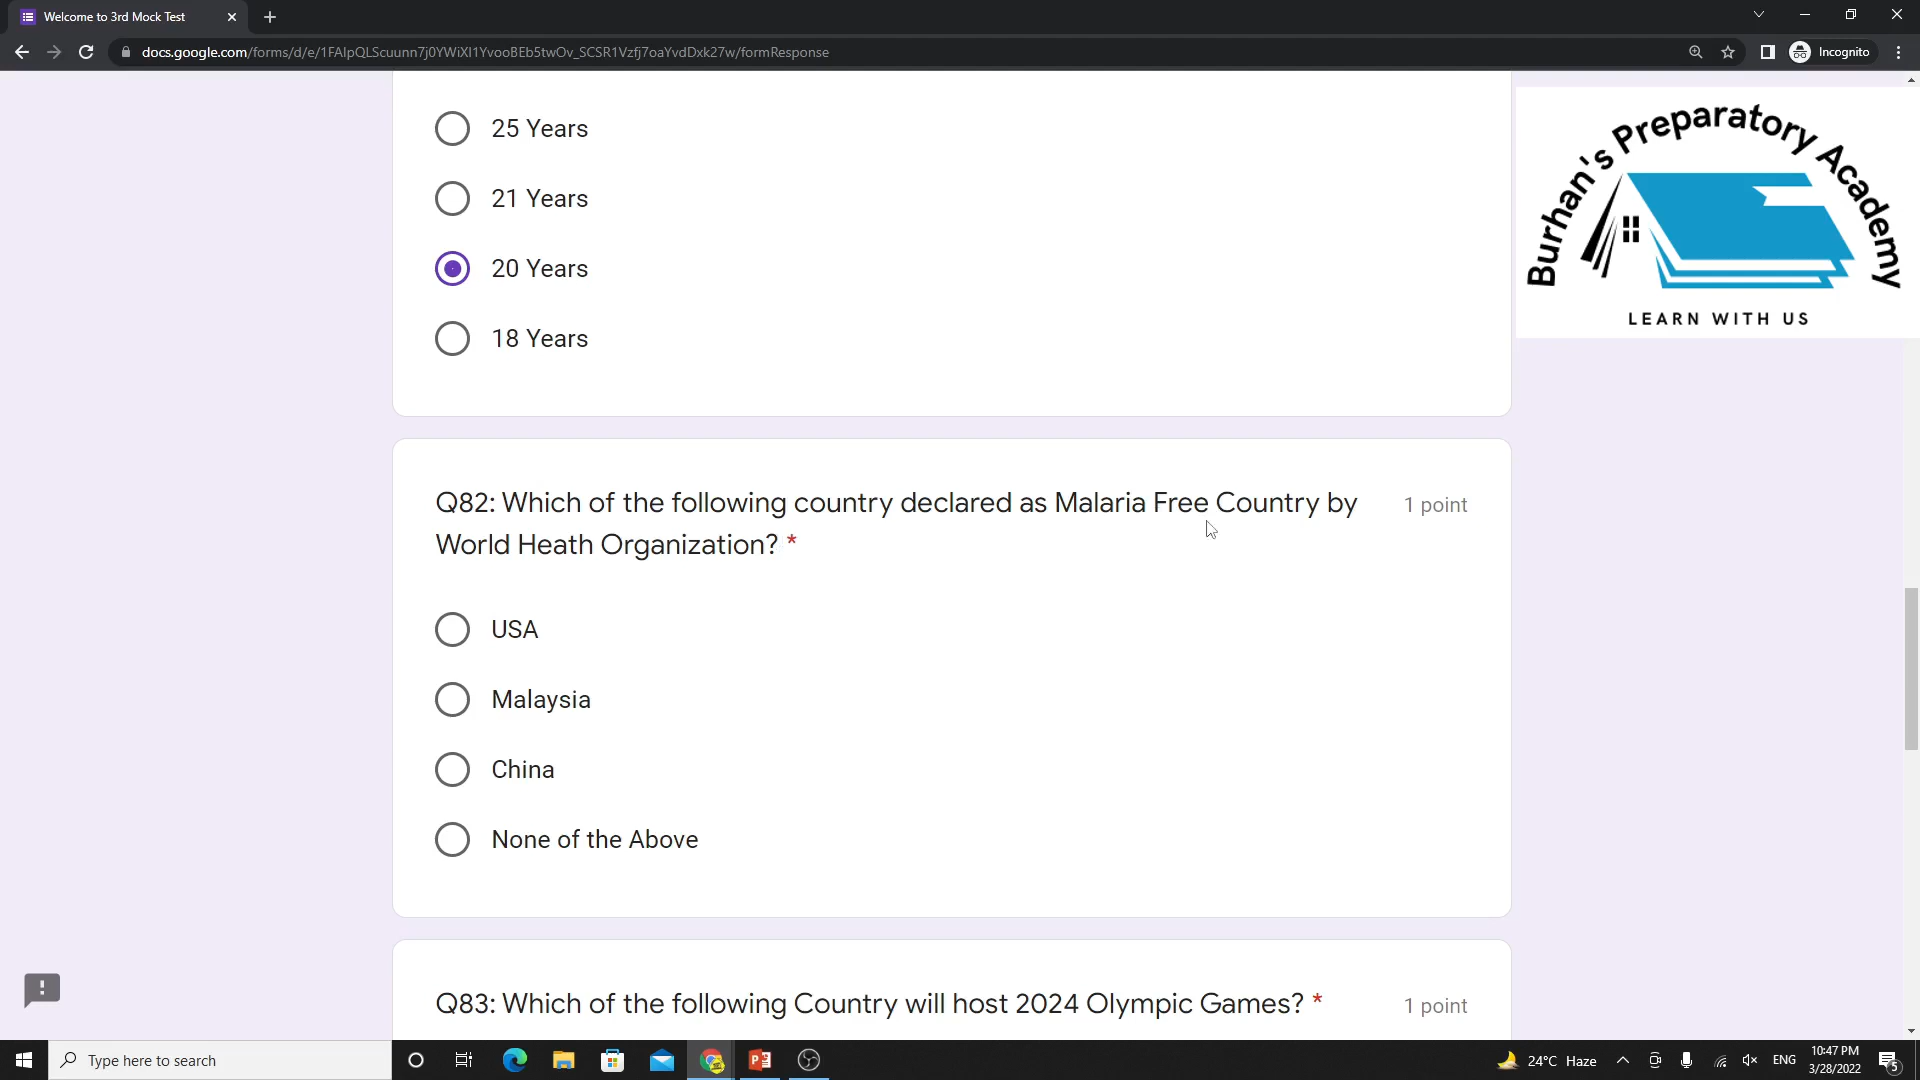 Welcome to 3rd Mock Test
docs.google.com/forms/d/e/1FAIpQLScuunn7j0YWiXI1YvooBEb5twOv_SCSR1Vzfj7oaYvdDxk27w/formResponse
Incognito
25 Years
21 Years
20 Years
18 Years
Burhan's Preparatory Academy
LEARN WITH US
Q82: Which of the following country declared as Malaria Free Country by
World Heath Organization? *
1 point
USA
Malaysia
China
None of the Above
Q83: Which of the following Country will host 2024 Olympic Games? *
1 point
Type here to search
24°C Haze
ENG
10:47 PM
3/28/2022
5